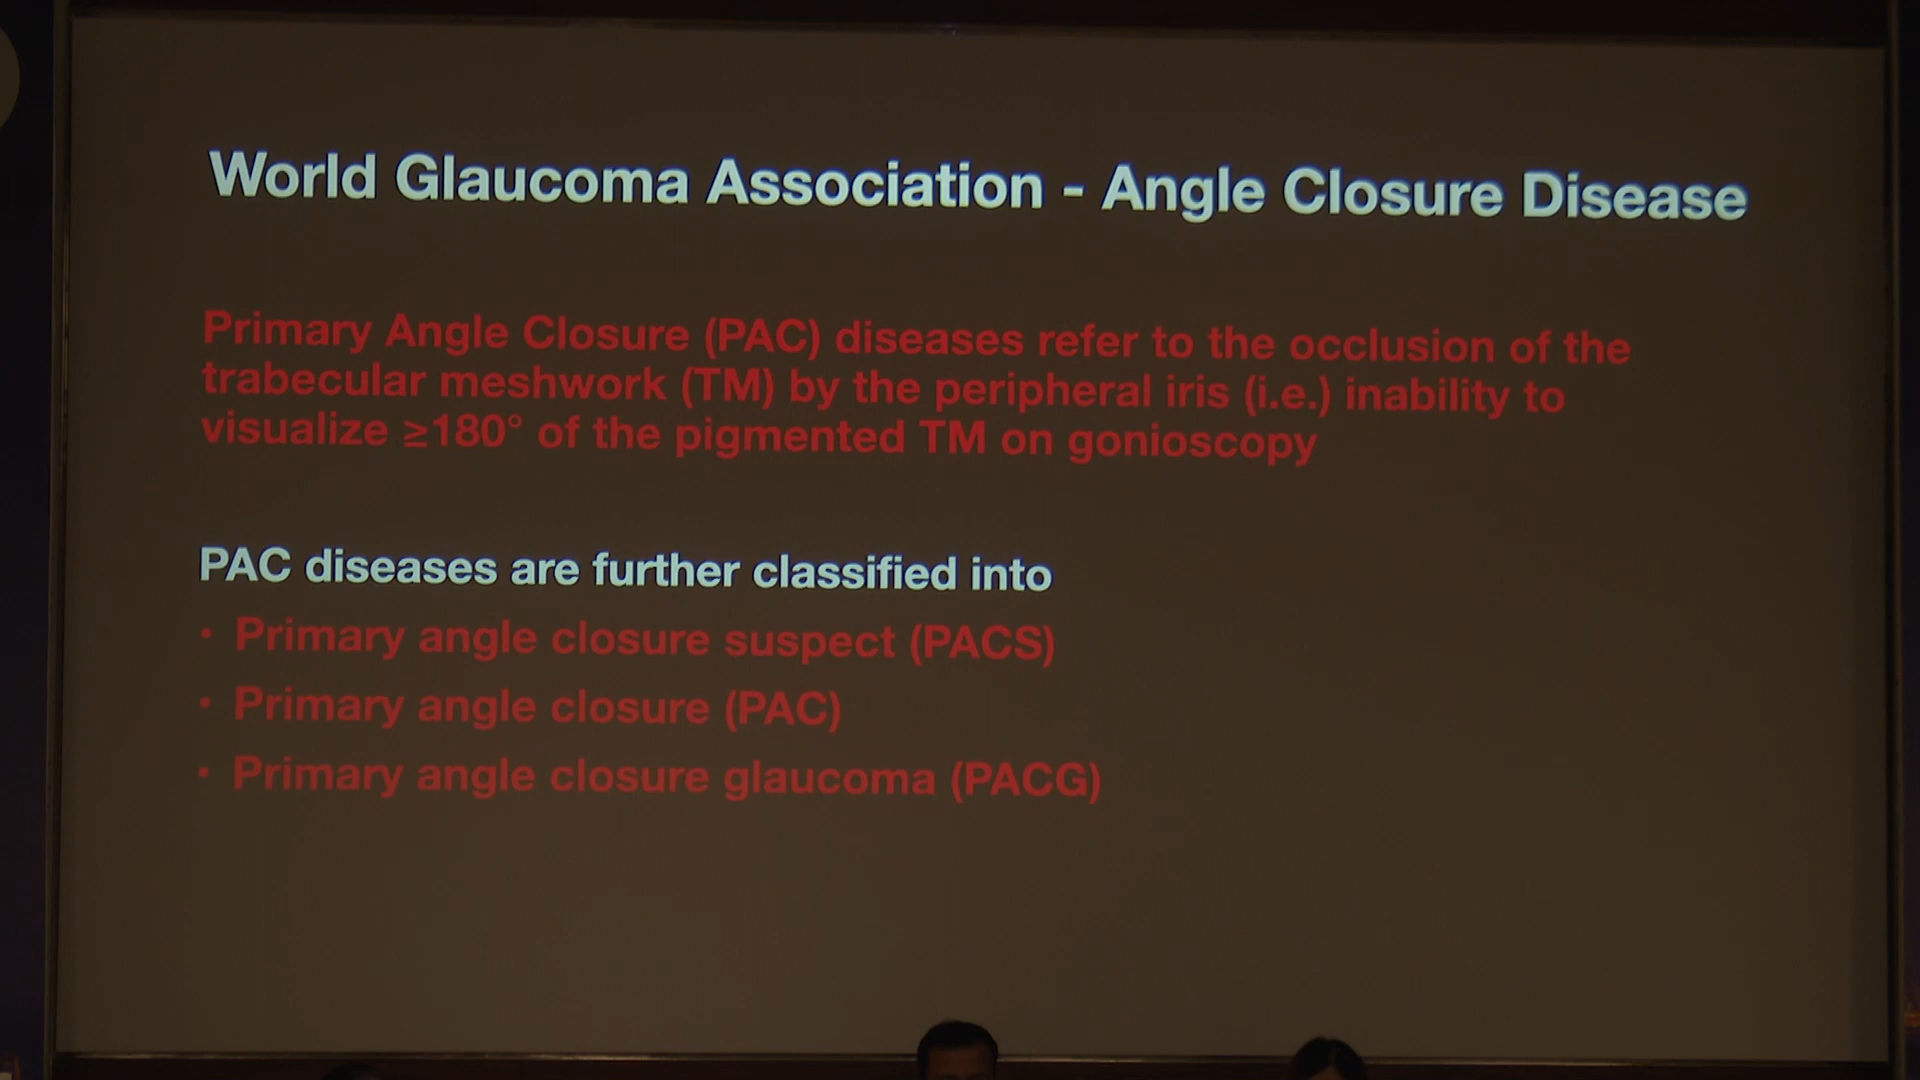 World Glaucoma Association - Angle Closure Disease
Primary Angle Closure (PAC) diseases refer to the occlusion of the
trabecular meshwork (TM) by the peripheral iris (i.e.) inability to
visualize ≥180° of the pigmented TM on gonioscopy
PAC diseases are further classified into
• Primary angle closure suspect (PACS)
• Primary angle closure (PAC)
• Primary angle closure glaucoma (PACG)